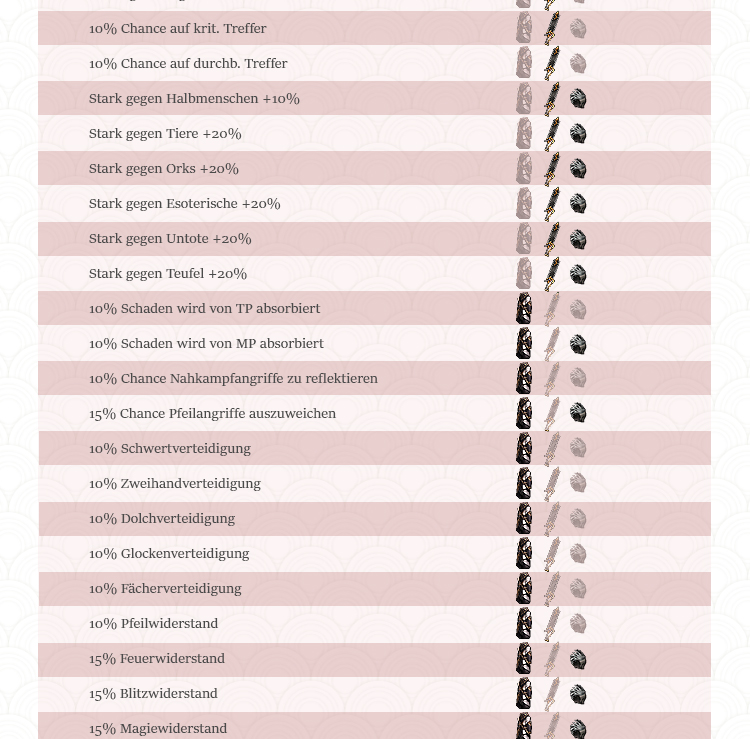 10% Chance auf krit. Treffer
10% Chance auf durchb. Treffer
Stark gegen Halbmenschen +10%
Stark gegen Tiere +20%
Stark gegen Orks +20%
Stark gegen Esoterische +20%
Stark gegen Untote +20%
Stark gegen Teufel +20%
10% Schaden wird von TP absorbiert
10% Schaden wird von MP absorbiert
10% Chance Nahkampfangriffe zu reflektieren
15% Chance Pfeilangriffe auszuweichen
10% Schwertverteidigung
10% Zweihandverteidigung
10% Dolchverteidigung
10% Glockenverteidigung
10% Fächerverteidigung
10% Pfeilwiderstand
15% Feuerwiderstand
15% Blitzwiderstand
15% Magiewiderstand